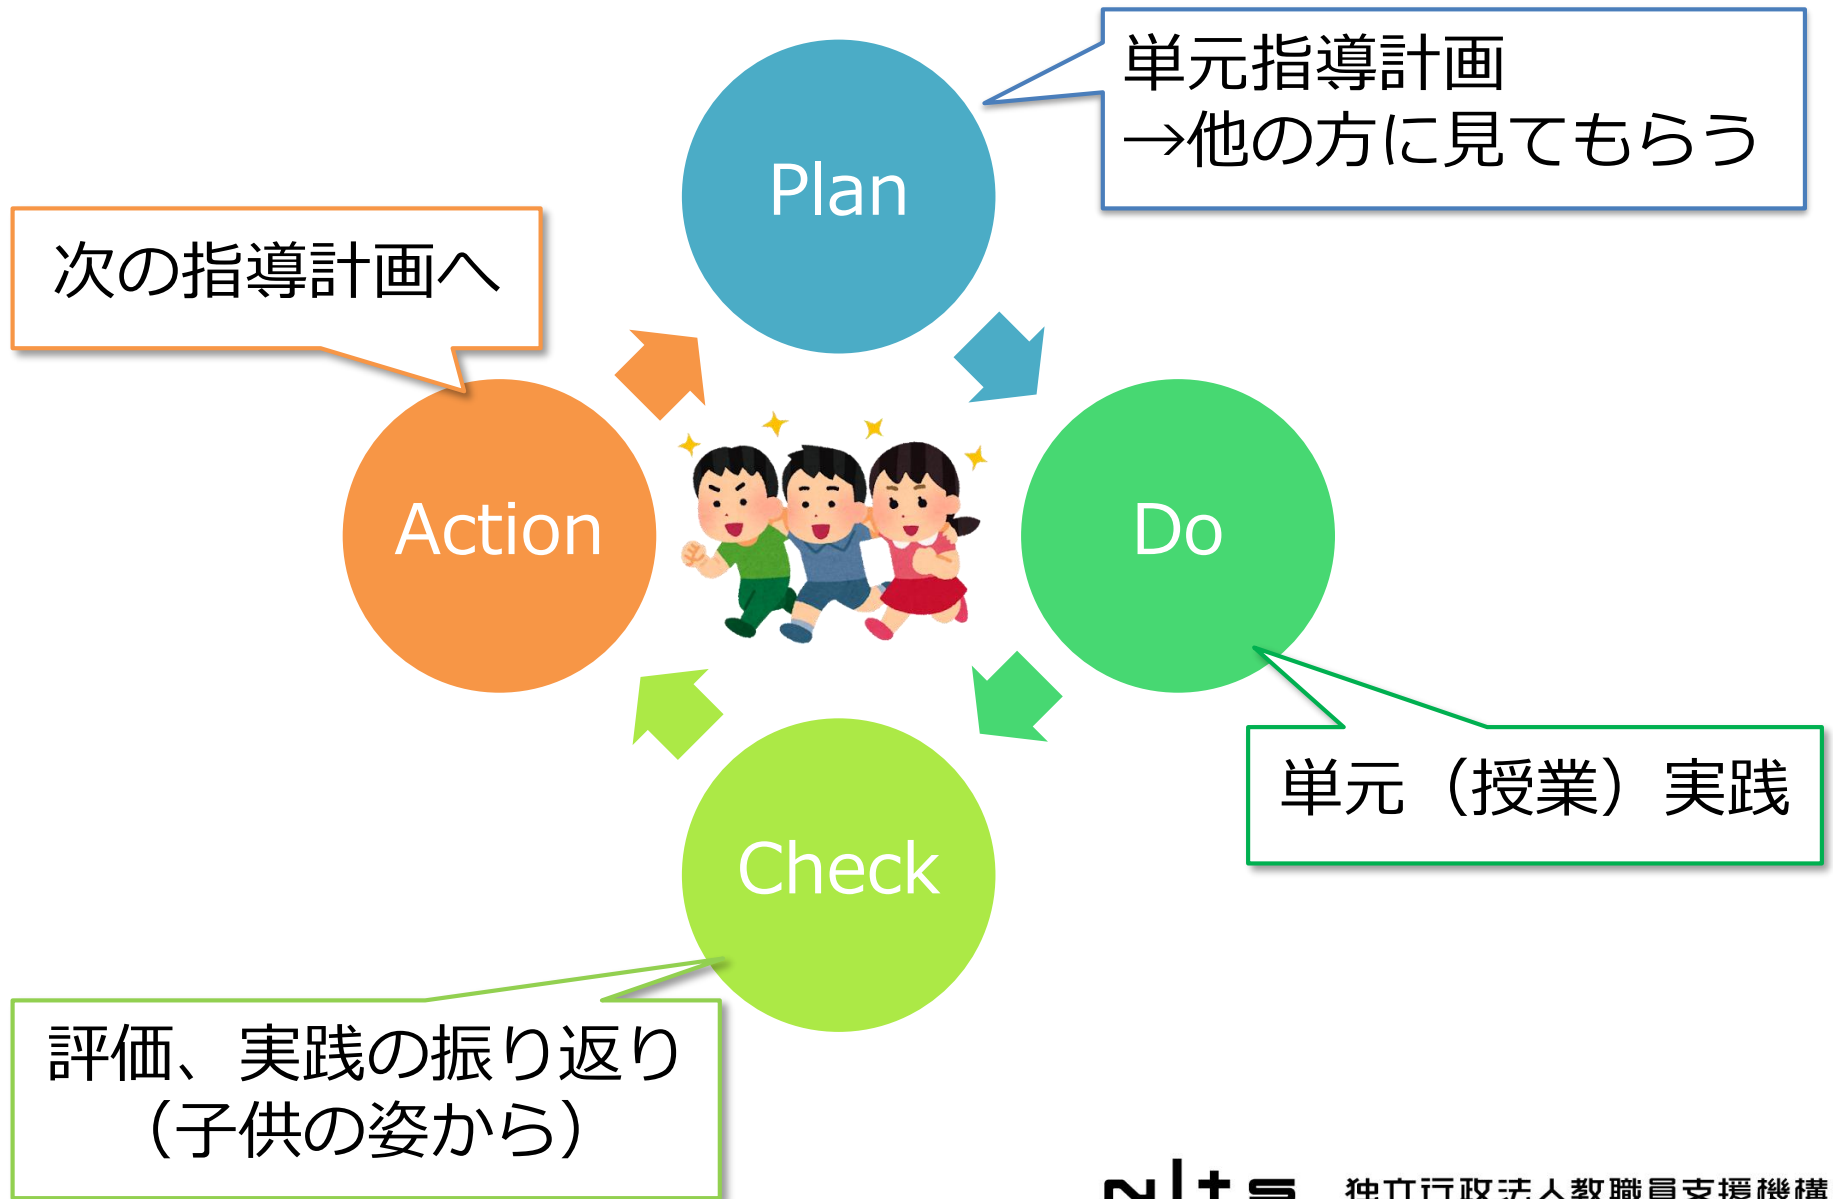 単元指導計画
→他の方に見てもらう
Plan
次の指導計画へ
Action
Do
単元（授業）実践
Check
評価、実践の振り返り
（子供の姿から）
nits 独立行政法人教職員支援機構